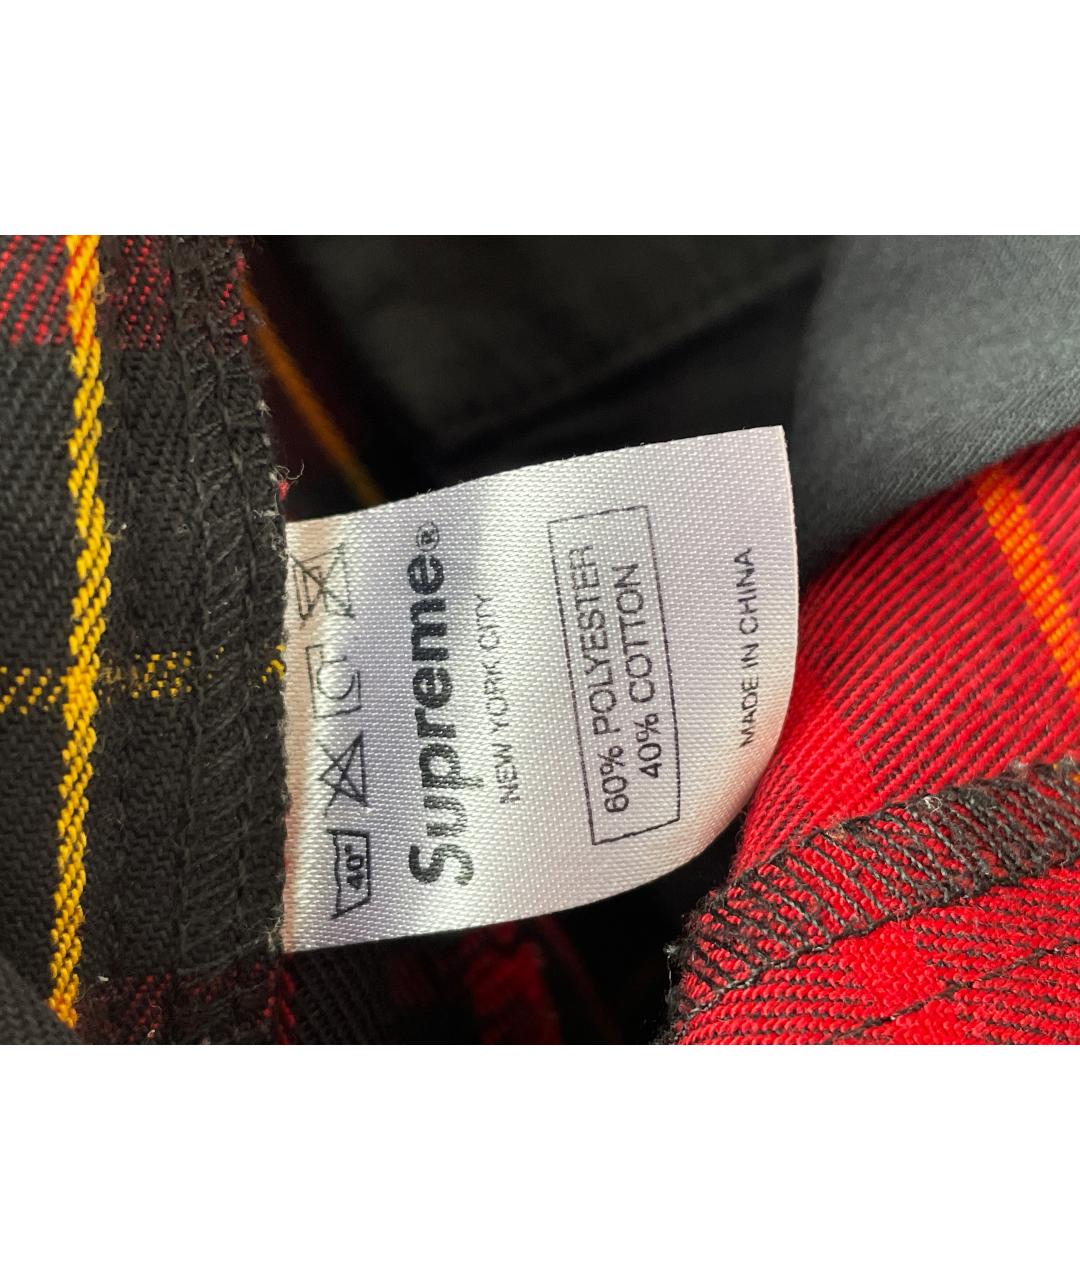 40°
Supreme®
NEW YORK CITY
60% POLYESTER
40% COTTON
MADE IN CHINA